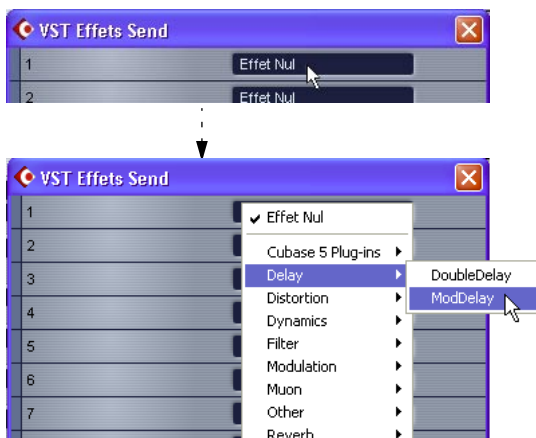 VST Effets Send
1 Effet Nul
2 Effet Nul
VST Effets Send
1
2
3
4
5
6
7
✓ Effet Nul
Cubase 5 Plug-ins
Delay
Distortion
Dynamics
Filter
Modulation
Muon
Other
Reverb
DoubleDelay
ModDelay